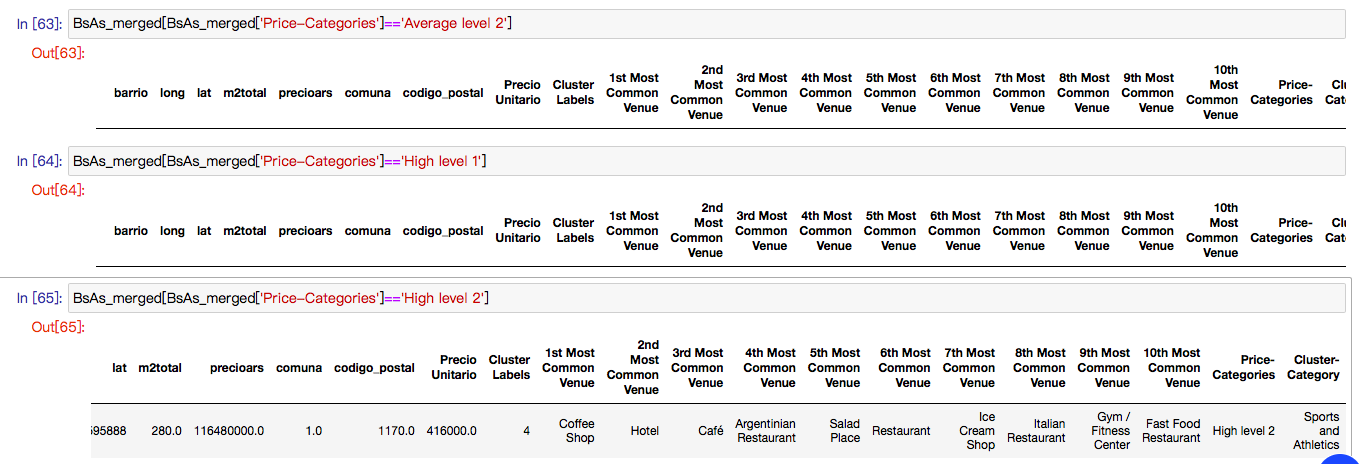 In [63]: BsAs_merged[BsAs_merged['Price-Categories']=='Average level 2']
Out[63]:
barrio long lat m2total precioars comuna codigo_postal Precio Unitario Cluster Labels 1st Most Common Venue 2nd Most Common Venue 3rd Most Common Venue 4th Most Common Venue 5th Most Common Venue 6th Most Common Venue 7th Most Common Venue 8th Most Common Venue 9th Most Common Venue 10th Most Common Venue Price-Categories
In [64]: BsAs_merged[BsAs_merged['Price-Categories']=='High level 1']
Out[64]:
barrio long lat m2total precioars comuna codigo_postal Precio Unitario Cluster Labels 1st Most Common Venue 2nd Most Common Venue 3rd Most Common Venue 4th Most Common Venue 5th Most Common Venue 6th Most Common Venue 7th Most Common Venue 8th Most Common Venue 9th Most Common Venue 10th Most Common Venue Price-Categories
In [65]: BsAs_merged[BsAs_merged['Price-Categories']=='High level 2']
Out[65]:
lat m2total precioars comuna codigo_postal Precio Unitario Cluster Labels 1st Most Common Venue 2nd Most Common Venue 3rd Most Common Venue 4th Most Common Venue 5th Most Common Venue 6th Most Common Venue 7th Most Common Venue 8th Most Common Venue 9th Most Common Venue 10th Most Common Venue Price-Categories Cluster-Category
95888 280.0 116480000.0 1.0 1170.0 416000.0 4 Coffee Shop Hotel Café Argentinian Restaurant Salad Place Restaurant Ice Cream Shop Italian Restaurant Gym / Fitness Center Fast Food Restaurant High level 2 Sports and Athletics